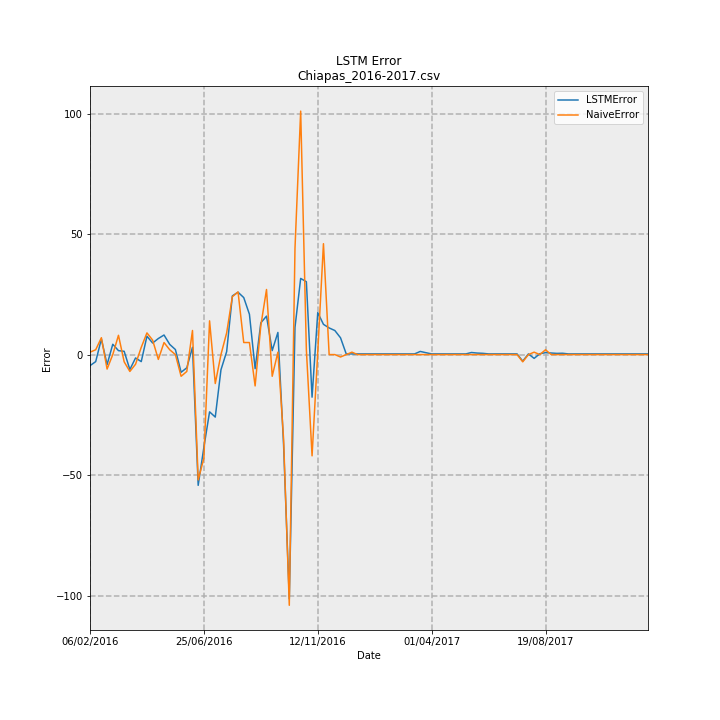 LSTM Error
Chiapas_2016-2017.csv
LSTMError
NaiveError
Error
100
50
0
−50
−100
06/02/2016
25/06/2016
12/11/2016
01/04/2017
19/08/2017
Date